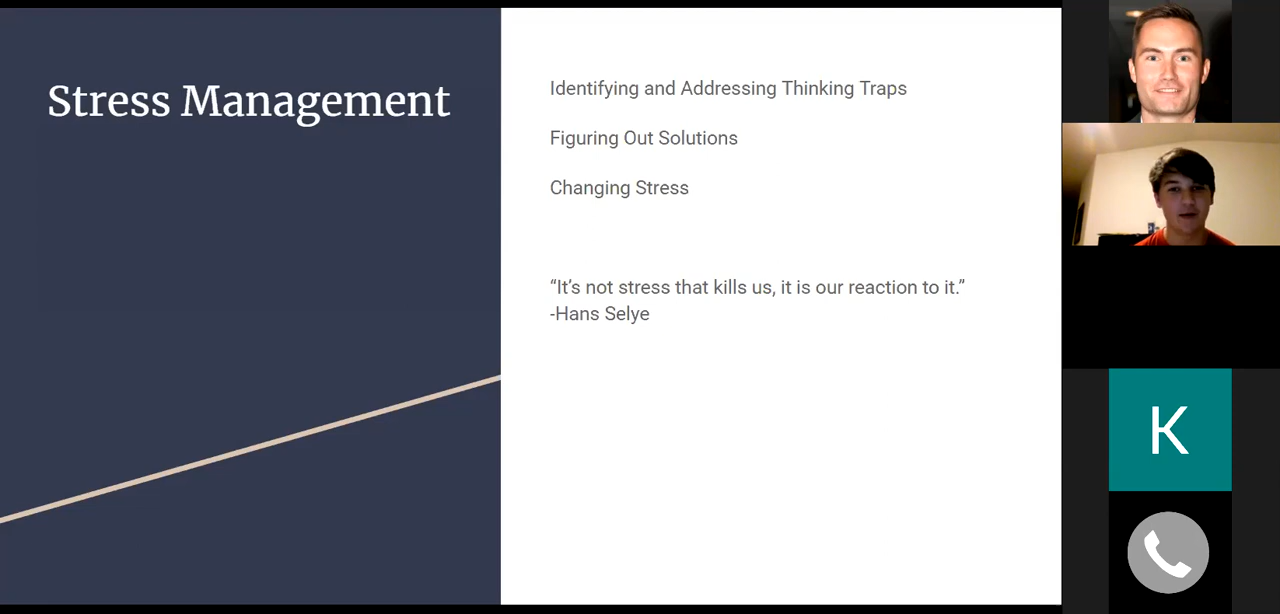 Stress Management
Identifying and Addressing Thinking Traps
Figuring Out Solutions
Changing Stress
“It’s not stress that kills us, it is our reaction to it.”
-Hans Selye
K